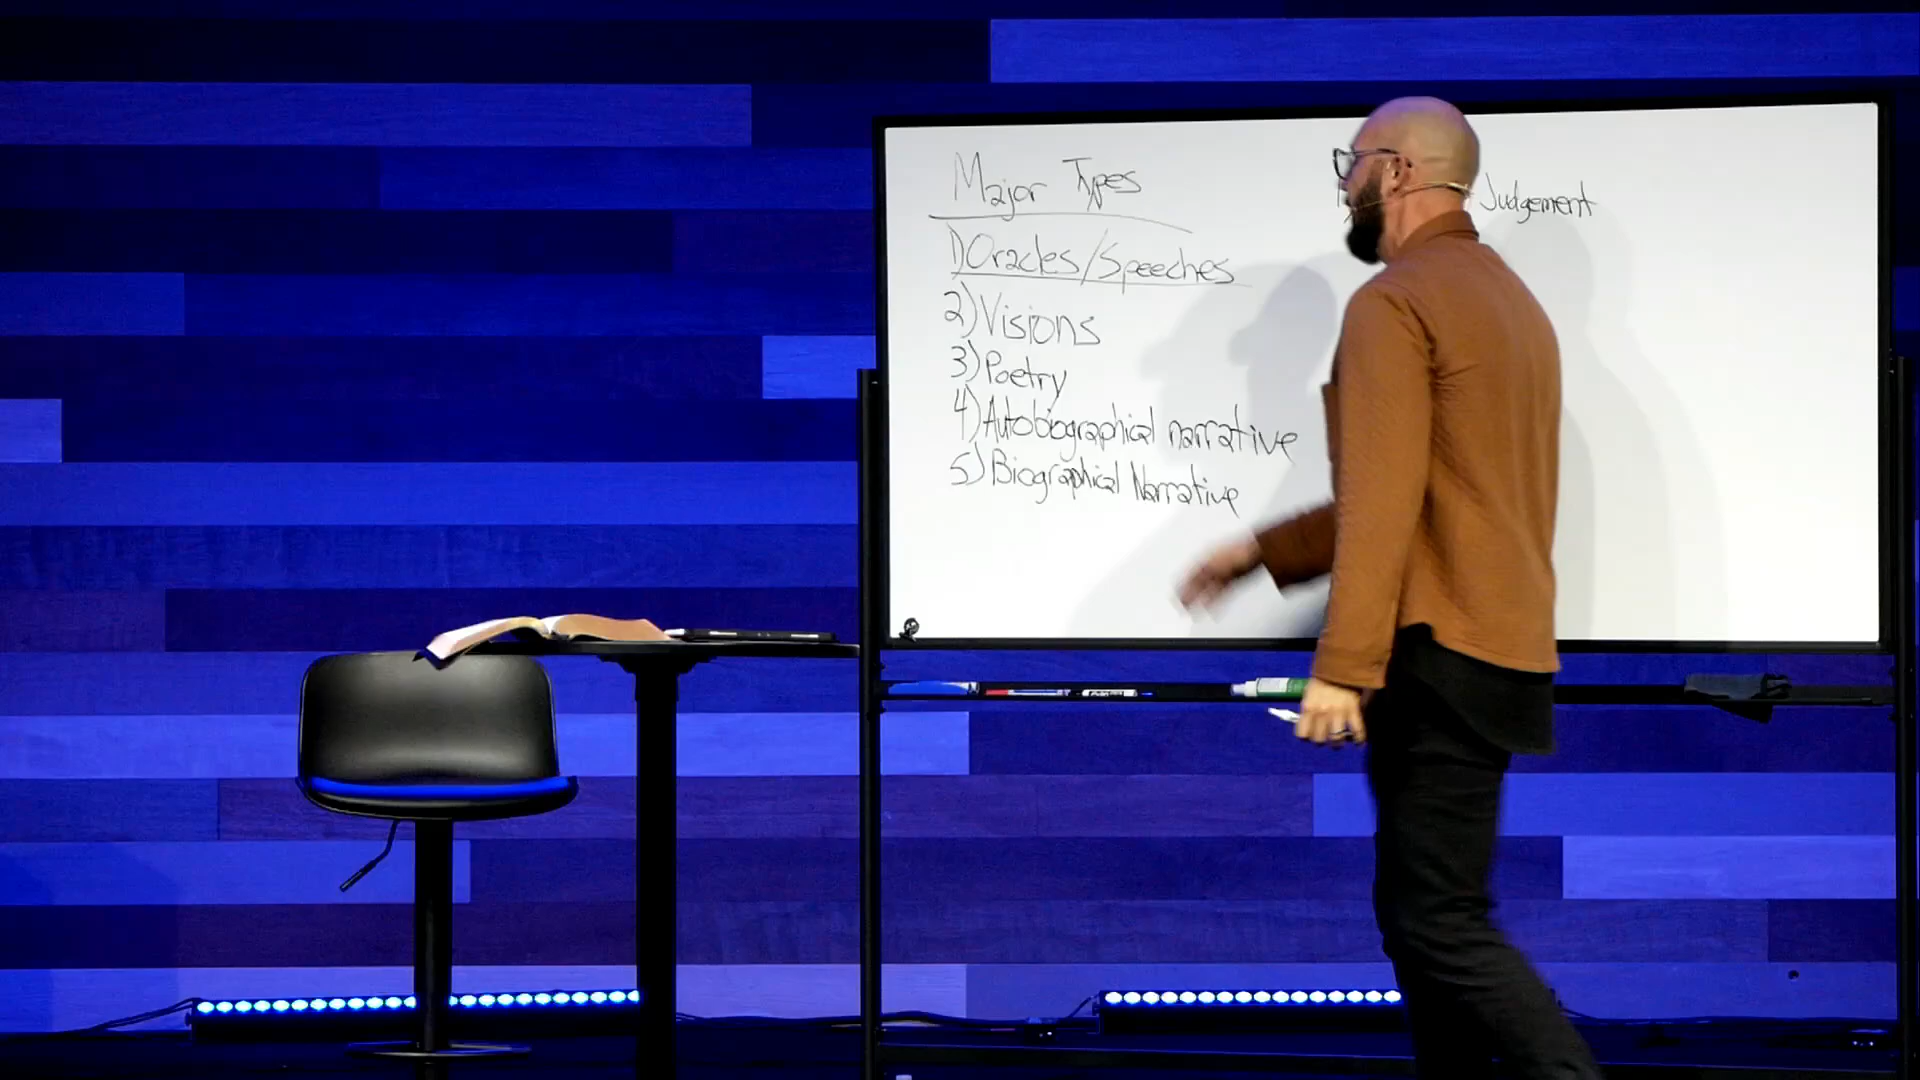 Major Types
1) Oracles/Speeches
2) Visions
3) Poetry
4) Autobiographical narrative
5) Biographical Narrative
Judgement